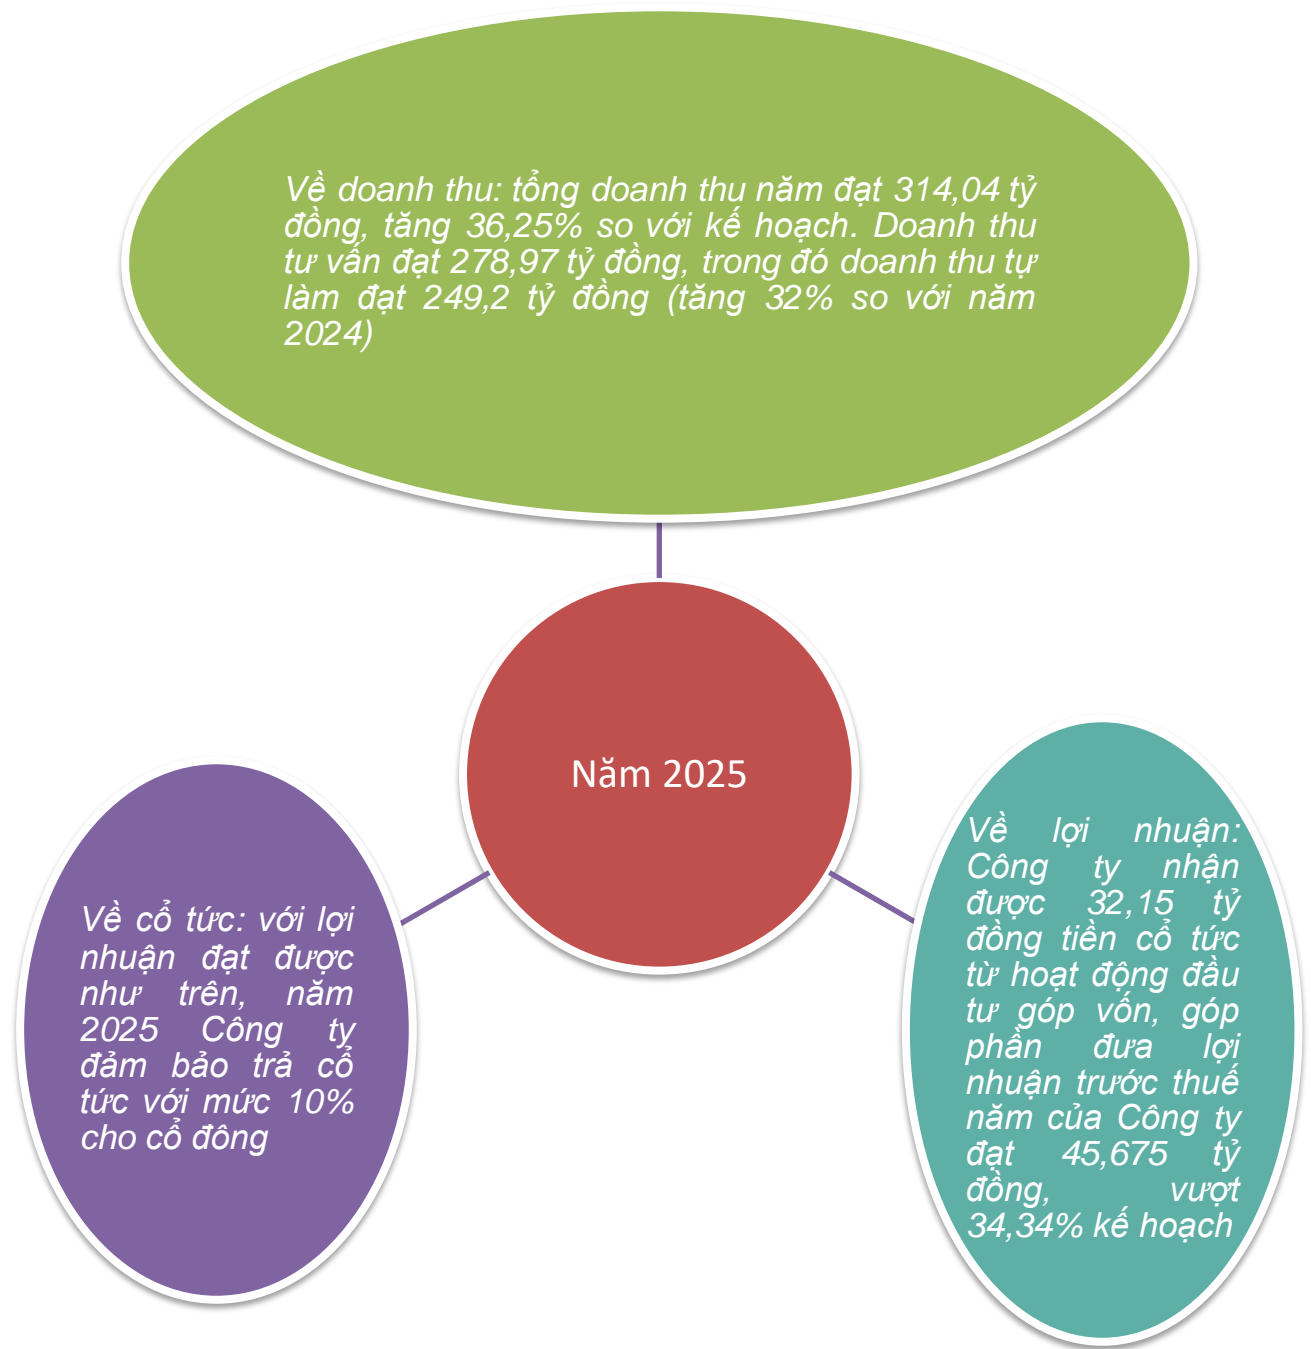 Về doanh thu: tổng doanh thu năm đạt 314,04 tỷ
đồng, tăng 36,25% so với kế hoạch. Doanh thu
tư vấn đạt 278,97 tỷ đồng, trong đó doanh thu tự
làm đạt 249,2 tỷ đồng (tăng 32% so với năm
2024)
Năm 2025
Về lợi nhuận:
Công ty nhận
được 32,15 tỷ
đồng tiền cổ tức
từ hoạt động đầu
tư góp vốn, góp
phần đưa lợi
nhuận trước thuế
năm của Công ty
đạt 45,675 tỷ
đồng, vượt
34,34% kế hoạch
Về cổ tức: với lợi
nhuận đạt được
như trên, năm
2025 Công ty
đảm bảo trả cổ
tức với mức 10%
cho cổ đông